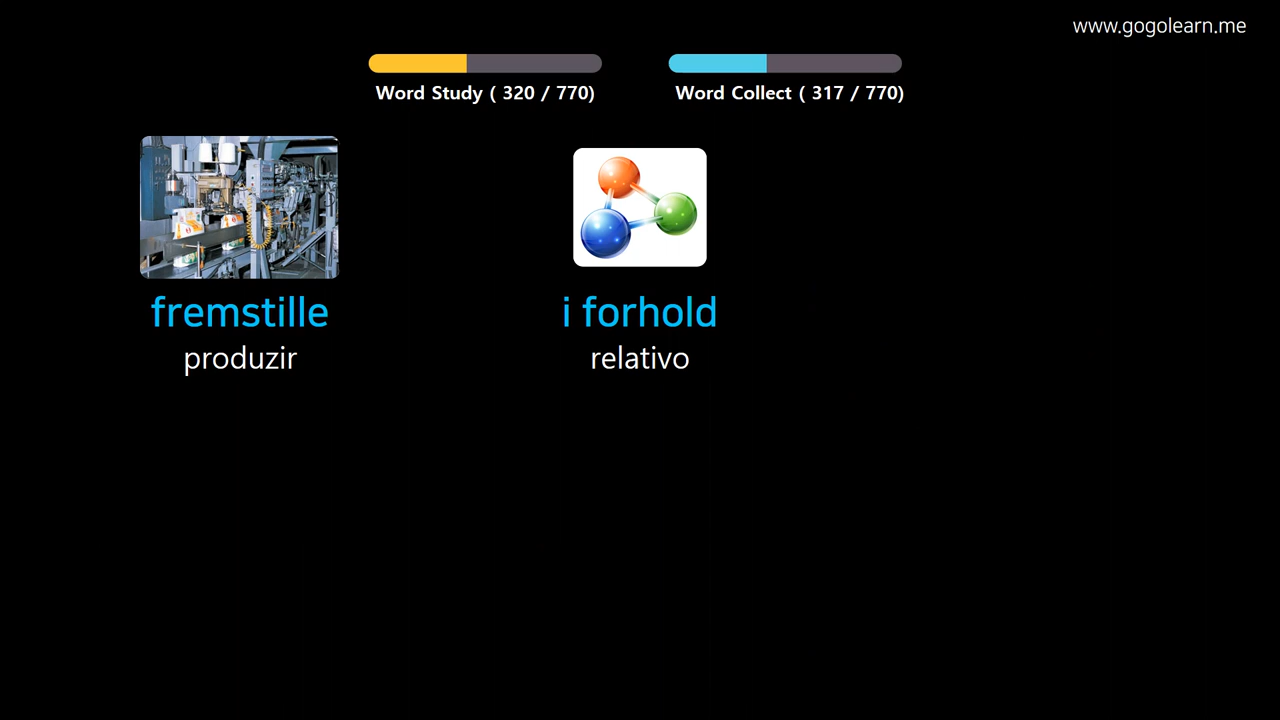 www.gogolearn.me
Word Study ( 320 / 770)
Word Collect ( 317 / 770)
fremstille
produzir
i forhold
relativo